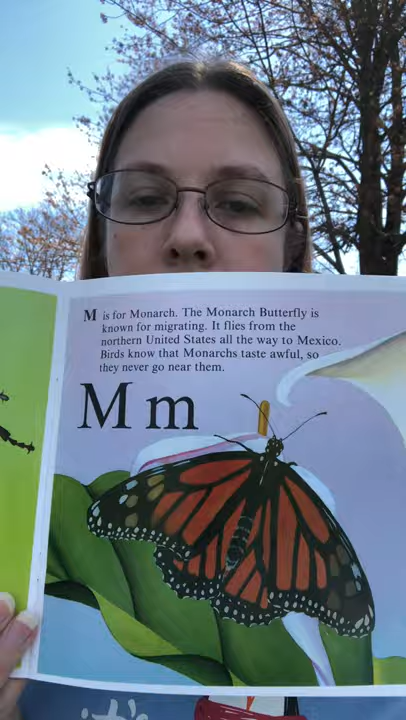 M is for Monarch. The Monarch Butterfly is
known for migrating. It flies from the
northern United States all the way to Mexico.
Birds know that Monarchs taste awful, so
they never go near them.
M m
it's